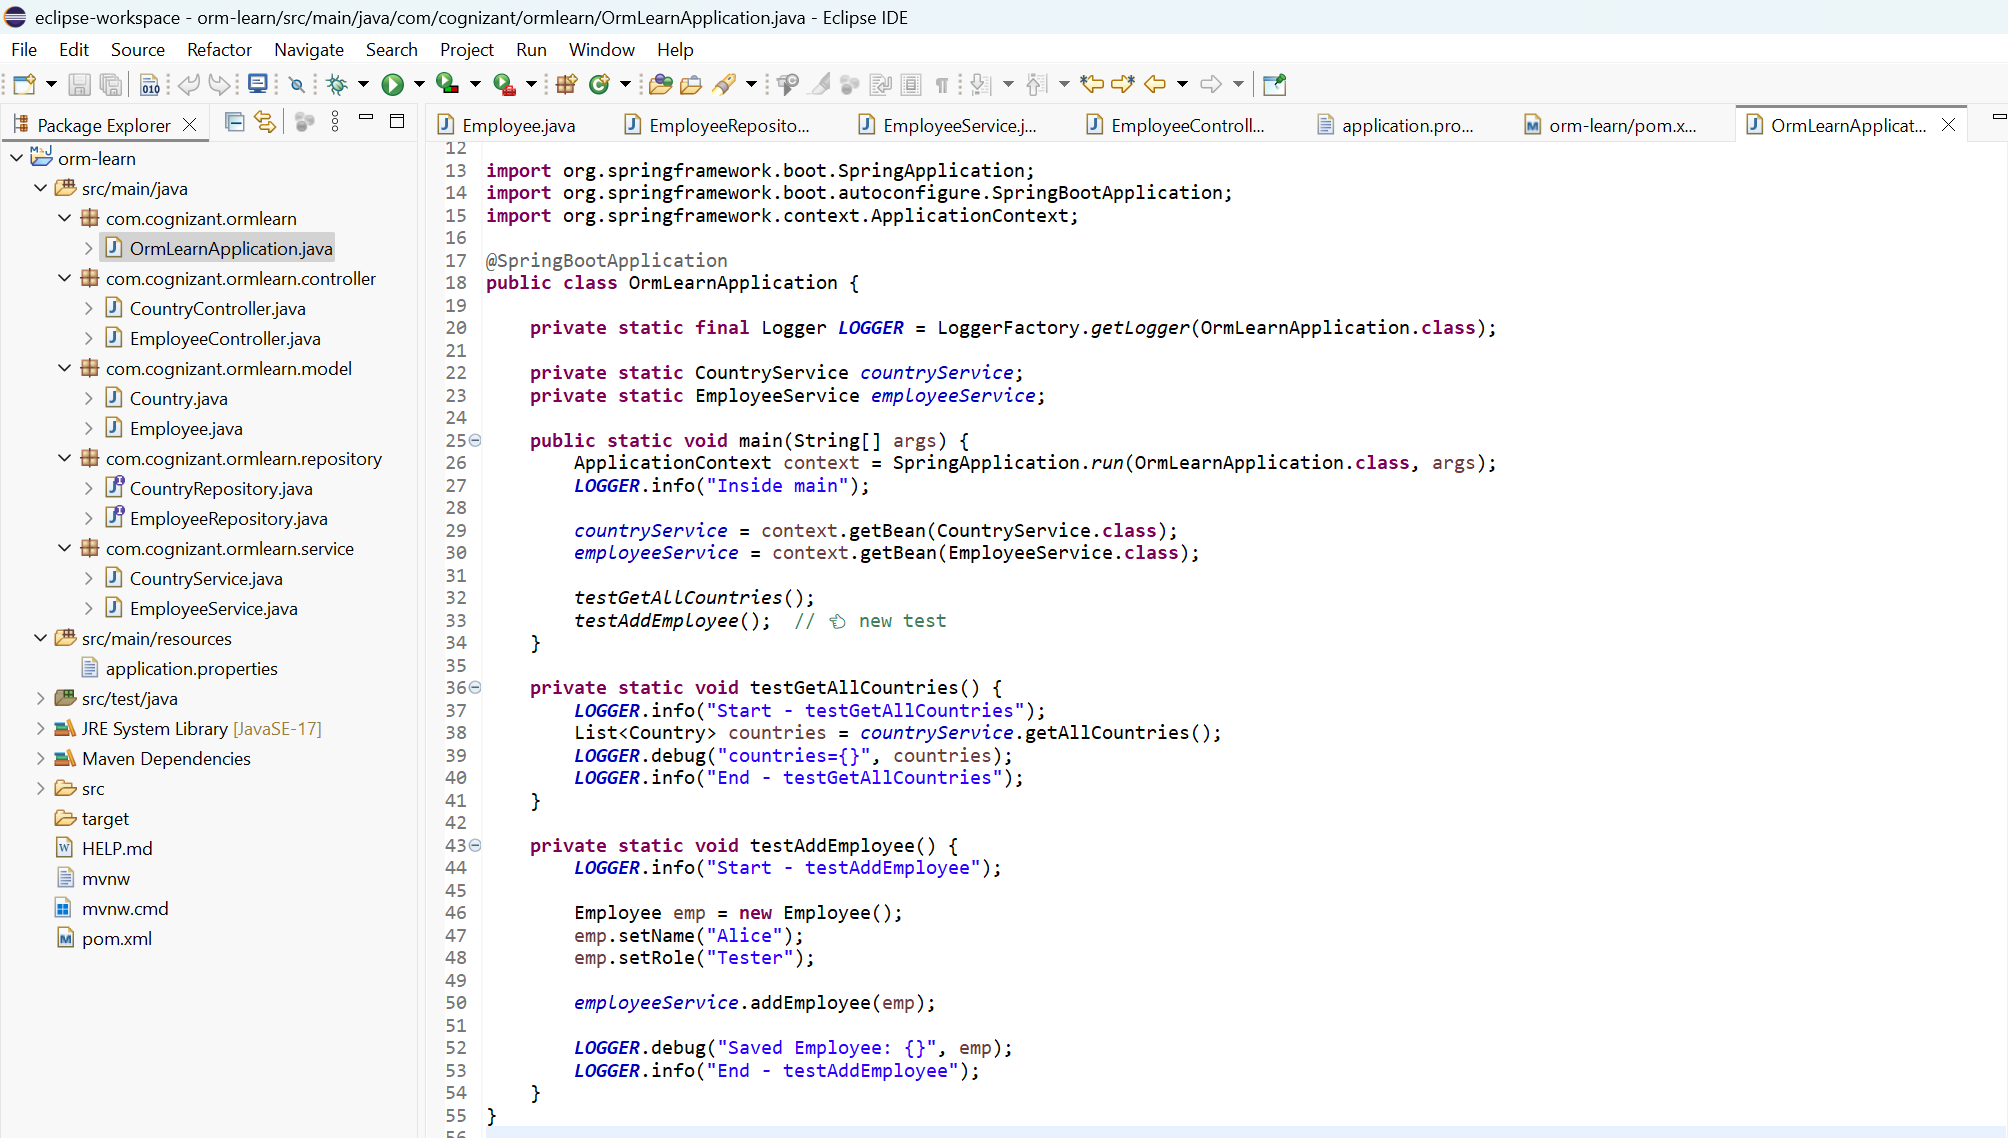 eclipse-workspace - orm-learn/src/main/java/com/cognizant/ormlearn/OrmLearnApplication.java - Eclipse IDE
File Edit Source Refactor Navigate Search Project Run Window Help
Package Explorer
orm-learn
src/main/java
com.cognizant.ormlearn
OrmLearnApplication.java
com.cognizant.ormlearn.controller
CountryController.java
EmployeeController.java
com.cognizant.ormlearn.model
Country.java
Employee.java
com.cognizant.ormlearn.repository
CountryRepository.java
EmployeeRepository.java
com.cognizant.ormlearn.service
CountryService.java
EmployeeService.java
src/main/resources
application.properties
src/test/java
JRE System Library [JavaSE-17]
Maven Dependencies
src
target
HELP.md
mvnw
mvnw.cmd
pom.xml
Employee.java EmployeeReposito... EmployeeService.j... EmployeeControll... application.pro... orm-learn/pom.x... OrmLearnApplicat...
12
13 import org.springframework.boot.SpringApplication;
14 import org.springframework.boot.autoconfigure.SpringBootApplication;
15 import org.springframework.context.ApplicationContext;
16
17 @SpringBootApplication
18 public class OrmLearnApplication {
19
20 private static final Logger LOGGER = LoggerFactory.getLogger(OrmLearnApplication.class);
21
22 private static CountryService countryService;
23 private static EmployeeService employeeService;
24
25 public static void main(String[] args) {
26 ApplicationContext context = SpringApplication.run(OrmLearnApplication.class, args);
27 LOGGER.info("Inside main");
28
29 countryService = context.getBean(CountryService.class);
30 employeeService = context.getBean(EmployeeService.class);
31
32 testGetAllCountries();
33 testAddEmployee(); // 👈 new test
34 }
35
36 private static void testGetAllCountries() {
37 LOGGER.info("Start - testGetAllCountries");
38 List<Country> countries = countryService.getAllCountries();
39 LOGGER.debug("countries={}", countries);
40 LOGGER.info("End - testGetAllCountries");
41 }
42
43 private static void testAddEmployee() {
44 LOGGER.info("Start - testAddEmployee");
45
46 Employee emp = new Employee();
47 emp.setName("Alice");
48 emp.setRole("Tester");
49
50 employeeService.addEmployee(emp);
51
52 LOGGER.debug("Saved Employee: {}", emp);
53 LOGGER.info("End - testAddEmployee");
54 }
55 }
56